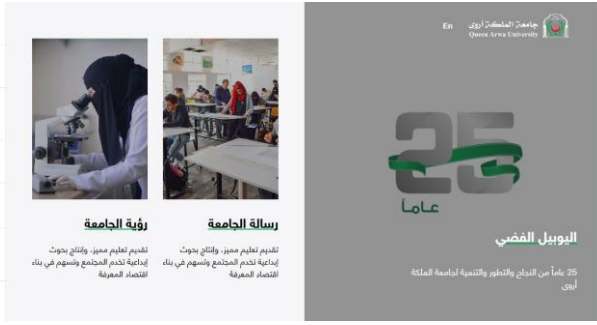 جامعة الملكة أروى
Queen Arwa University
En
25
عاماً
اليوبيل الفضي
25 عاماً من النجاح والتطور والتنمية لجامعة الملكة
أروى
رسالة الجامعة
تقديم تعليم مميز، وإنتاج بحوث
إبداعية تخدم المجتمع وتسهم في بناء
اقتصاد المعرفة
رؤية الجامعة
تقديم تعليم مميز، وإنتاج بحوث
إبداعية تخدم المجتمع وتسهم في بناء
اقتصاد المعرفة